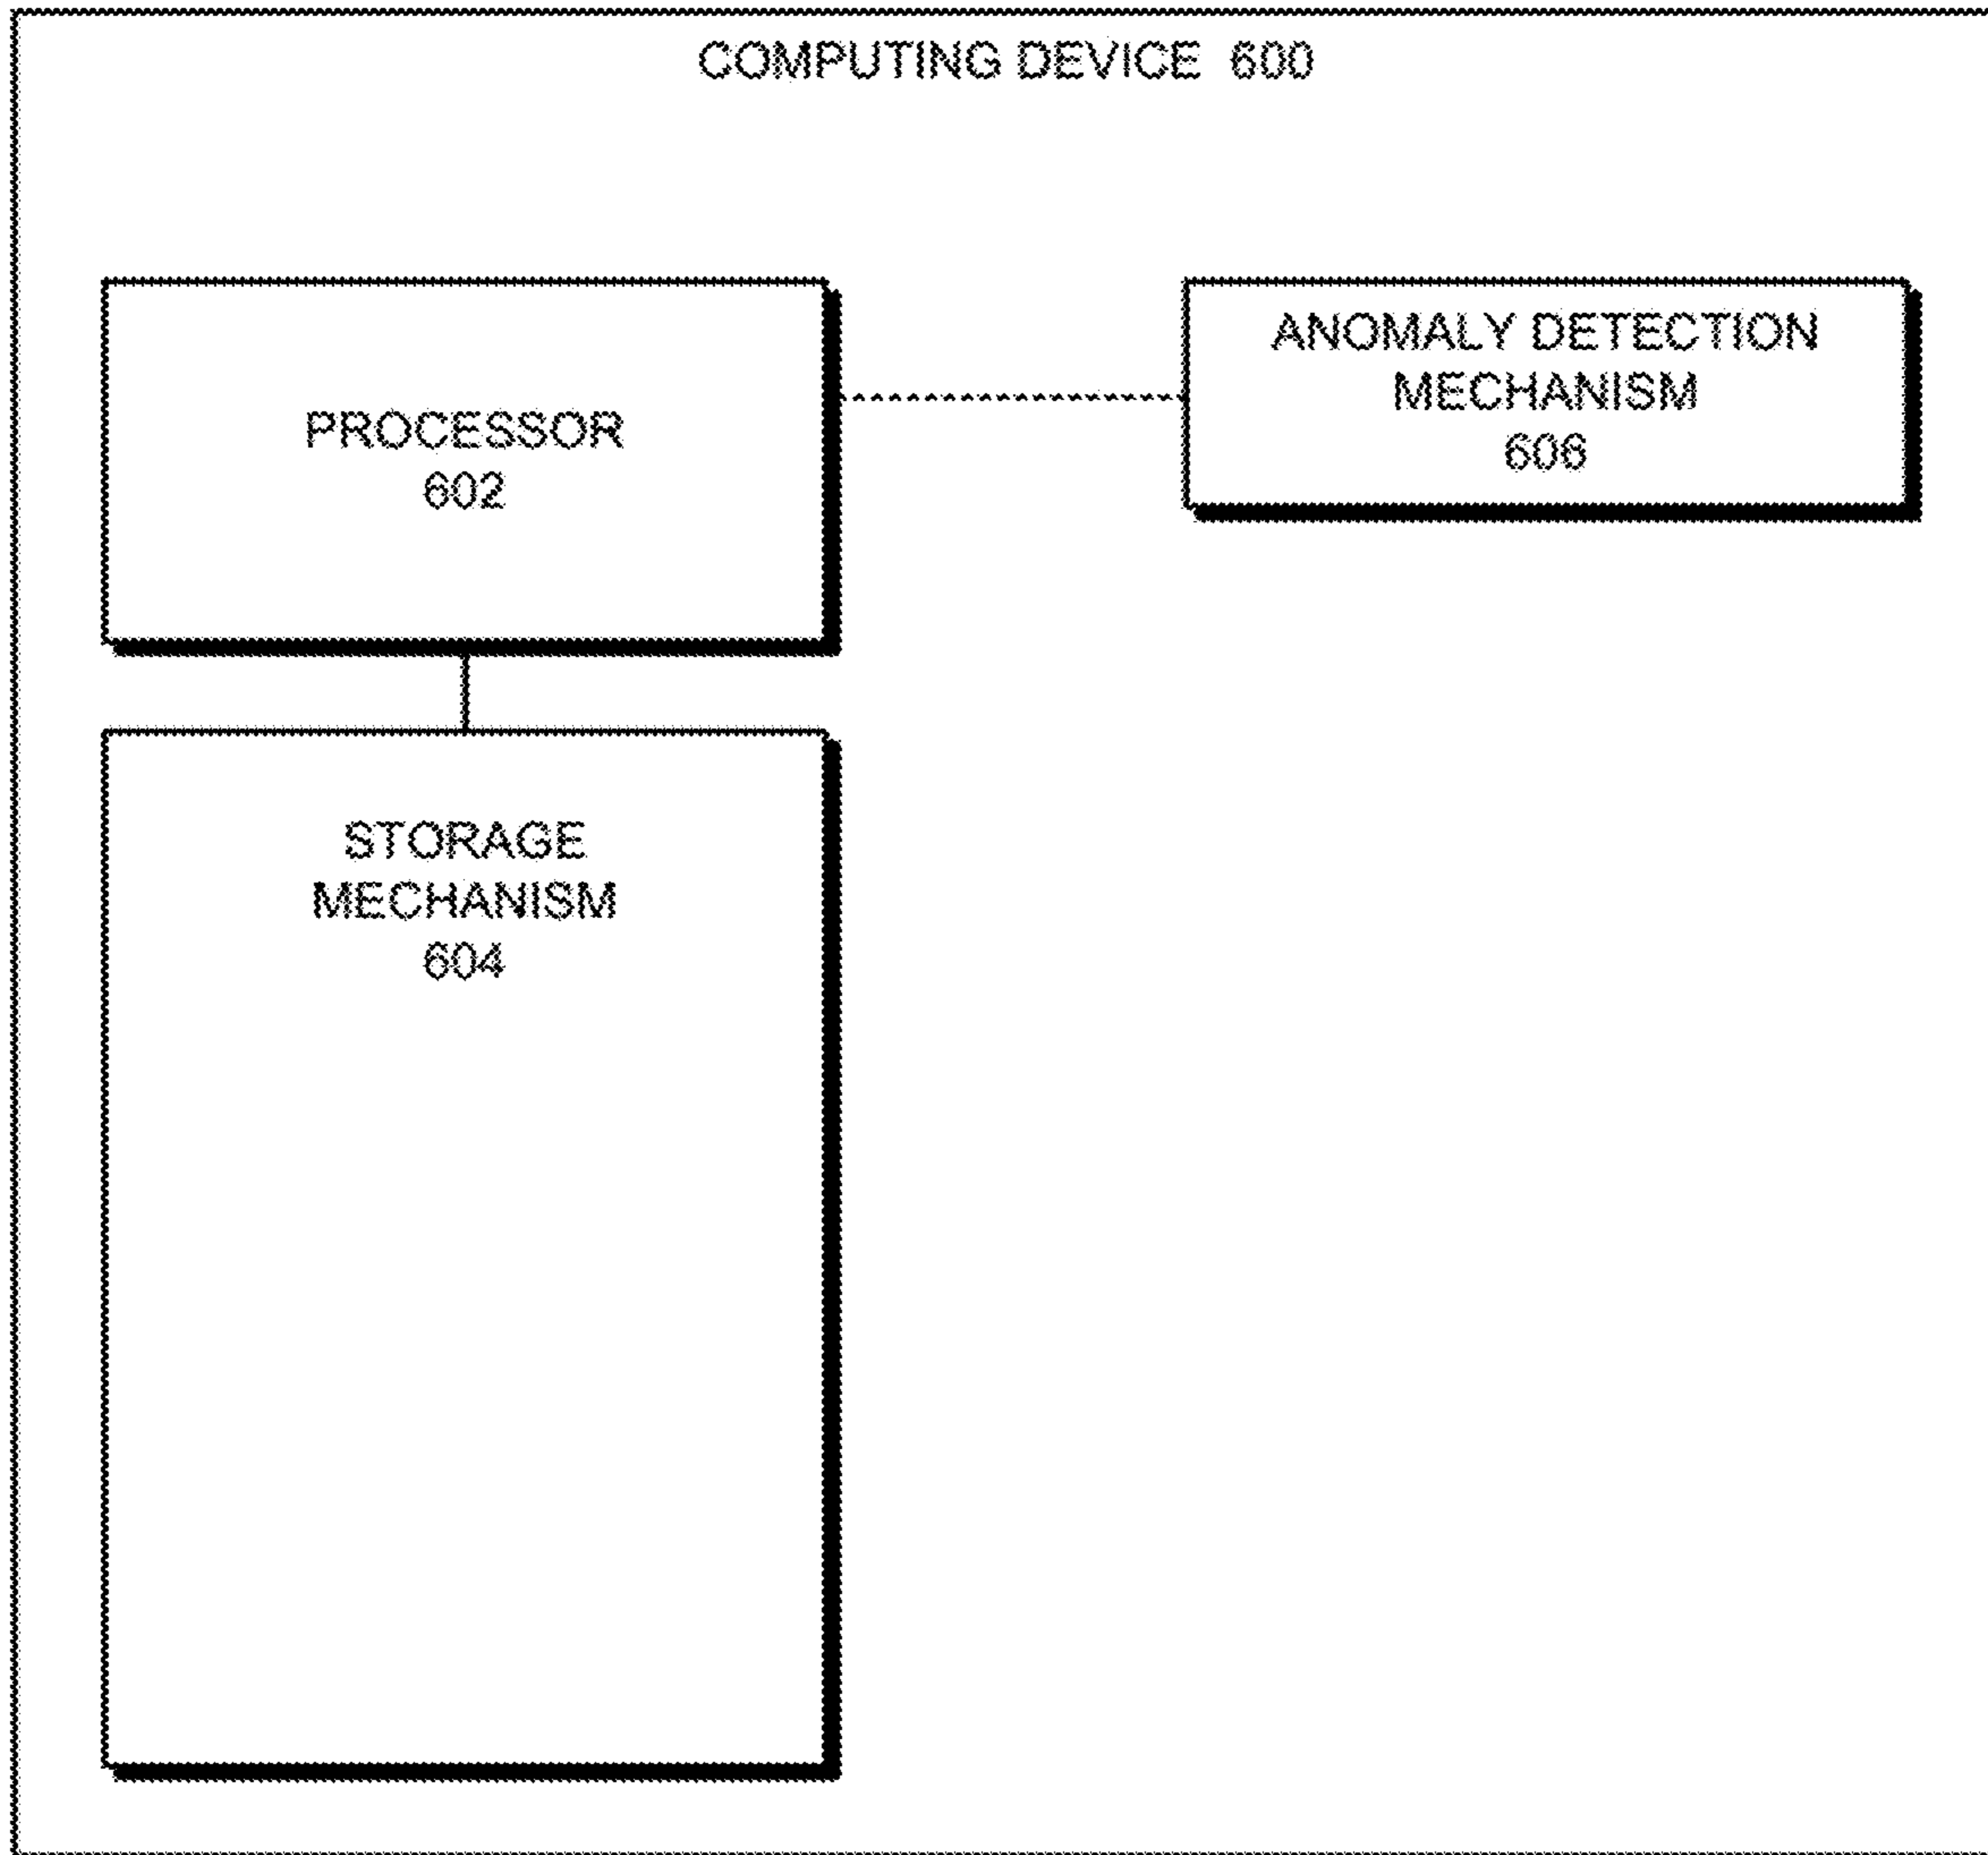 COMPUTING DEVICE 600
PROCESSOR
602
ANOMALY DETECTION
MECHANISM
606
STORAGE
MECHANISM
604